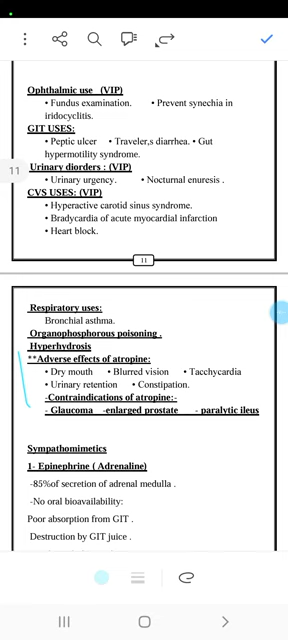 Ophthalmic use (VIP)
• Fundus examination. • Prevent synechia in
iridocyclitis.
GIT USES:
• Peptic ulcer • Traveler,s diarrhea. • Gut
hypermotility syndrome.
Urinary diorders : (VIP)
11
• Urinary urgency. • Nocturnal enuresis .
CVS USES: (VIP)
• Hyperactive carotid sinus syndrome.
• Bradycardia of acute myocardial infarction
• Heart block.
11
Respiratory uses:
Bronchial asthma.
Organophosphorous poisoning .
Hyperhydrosis
**Adverse effects of atropine:
• Dry mouth • Blurred vision • Tacchycardia
• Urinary retention • Constipation.
-Contraindications of atropine:-
- Glaucoma -enlarged prostate - paralytic ileus
Sympathomimetics
1- Epinephrine ( Adrenaline)
-85%of secretion of adrenal medulla .
-No oral bioavailability:
Poor absorption from GIT .
Destruction by GIT juice .